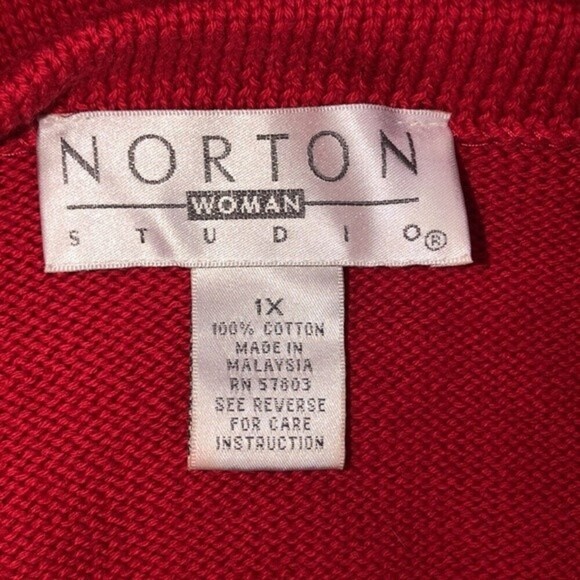 NORTON
WOMAN
STUDIO®
1X
100% COTTON
MADE IN
MALAYSIA
RN 57803
SEE REVERSE
FOR CARE
INSTRUCTION